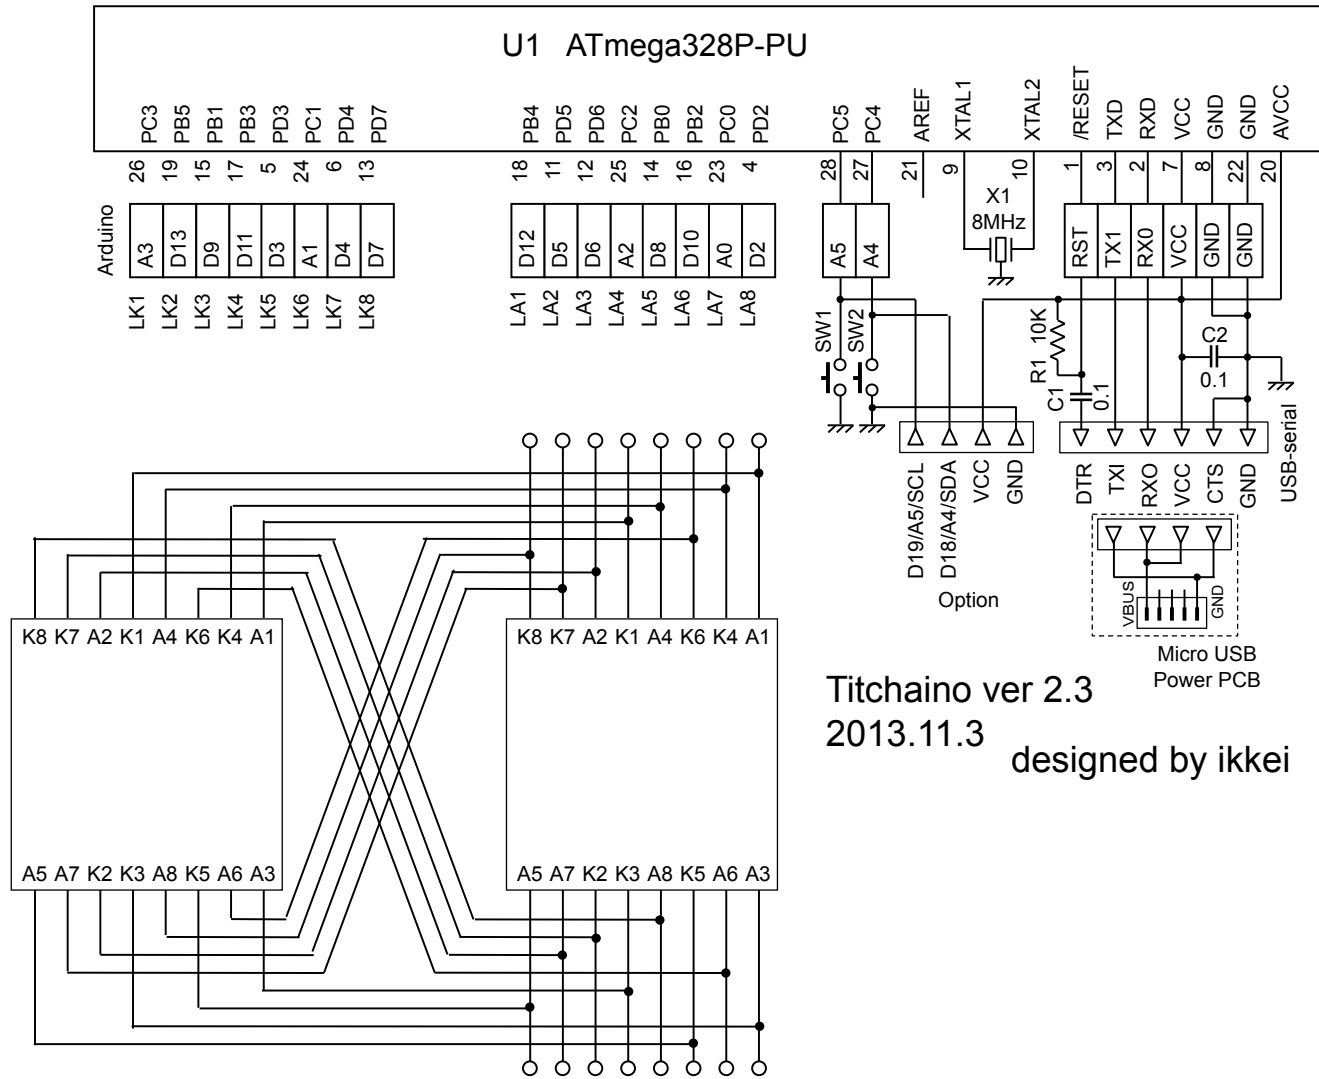 U1 ATmega328P-PU
PC3 PB5 PB1 PB3 PD3 PC1 PD4 PD7
PB4 PD5 PD6 PC2 PB0 PB2 PC0 PD2
PC5 PC4 AREF XTAL1 XTAL2 /RESET TXD RXD VCC GND GND AVCC
26 19 15 17 5 24 6 13
18 11 12 25 14 16 23 4
28 27 21 9 10 1 3 2 7 8 22 20
X1
8MHz
Arduino
A3 D13 D9 D11 D3 A1 D4 D7
D12 D5 D6 A2 D8 D10 A0 D2
A5 A4
RST TX1 RX0 VCC GND GND
LK1 LK2 LK3 LK4 LK5 LK6 LK7 LK8
LA1 LA2 LA3 LA4 LA5 LA6 LA7 LA8
SW1 SW2
R1 10K
C2
0.1
C1
0.1
D19/A5/SCL D18/A4/SDA VCC GND
Option
DTR TXI RXO VCC CTS GND
USB-serial
VBUS GND
Micro USB
Power PCB
K8 K7 A2 K1 A4 K6 K4 A1
K8 K7 A2 K1 A4 K6 K4 A1
A5 A7 K2 K3 A8 K5 A6 A3
A5 A7 K2 K3 A8 K5 A6 A3
Titchaino ver 2.3
2013.11.3
designed by ikkei